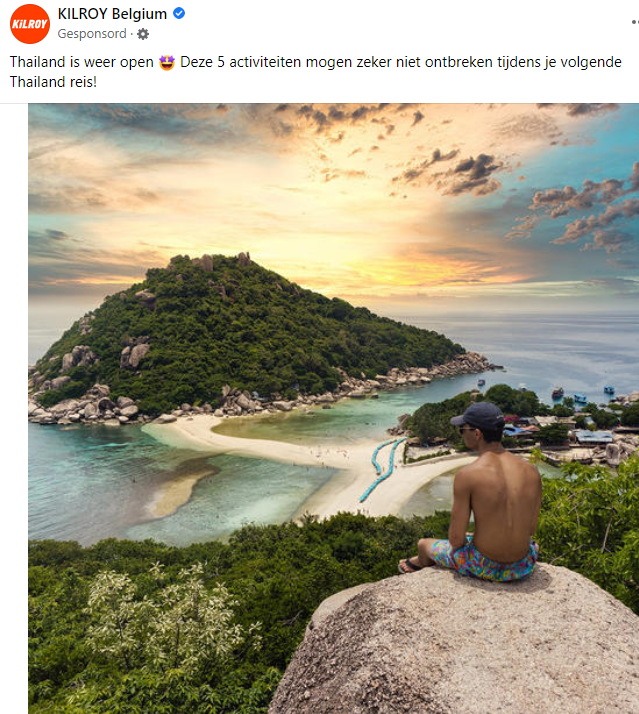 KiLROY
KILROY Belgium
Gesponsord ·
Thailand is weer open 🤩 Deze 5 activiteiten mogen zeker niet ontbreken tijdens je volgende
Thailand reis!